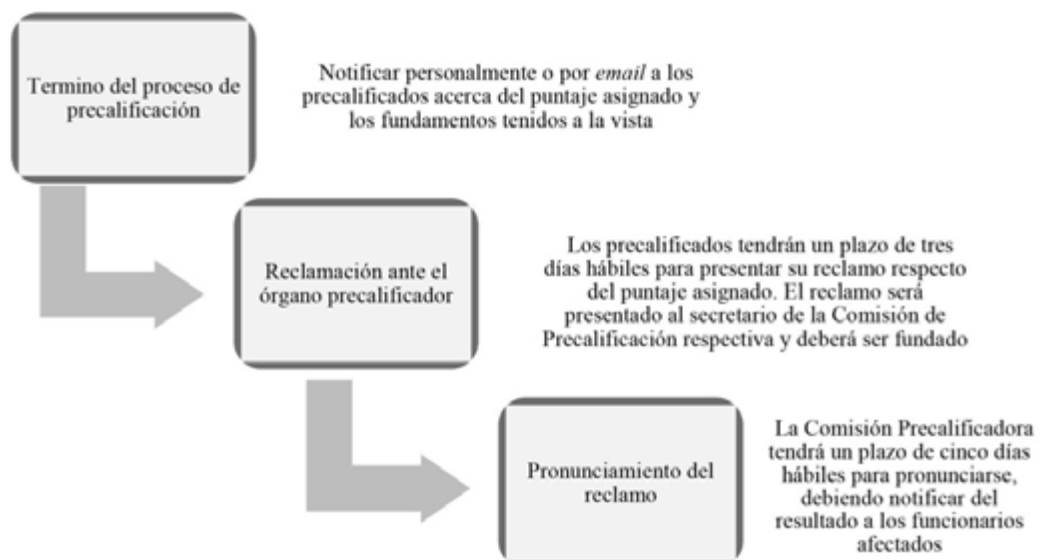 Termino del proceso de
precalificación
Notificar personalmente o por email a los
precalificados acerca del puntaje asignado y
los fundamentos tenidos a la vista
Reclamación ante el
órgano precalificador
Los precalificados tendrán un plazo de tres
días hábiles para presentar su reclamo respecto
del puntaje asignado. El reclamo será
presentado al secretario de la Comisión de
Precalificación respectiva y deberá ser fundado
Pronunciamiento del
reclamo
La Comisión Precalificadora
tendrá un plazo de cinco días
hábiles para pronunciarse,
debiendo notificar del
resultado a los funcionarios
afectados